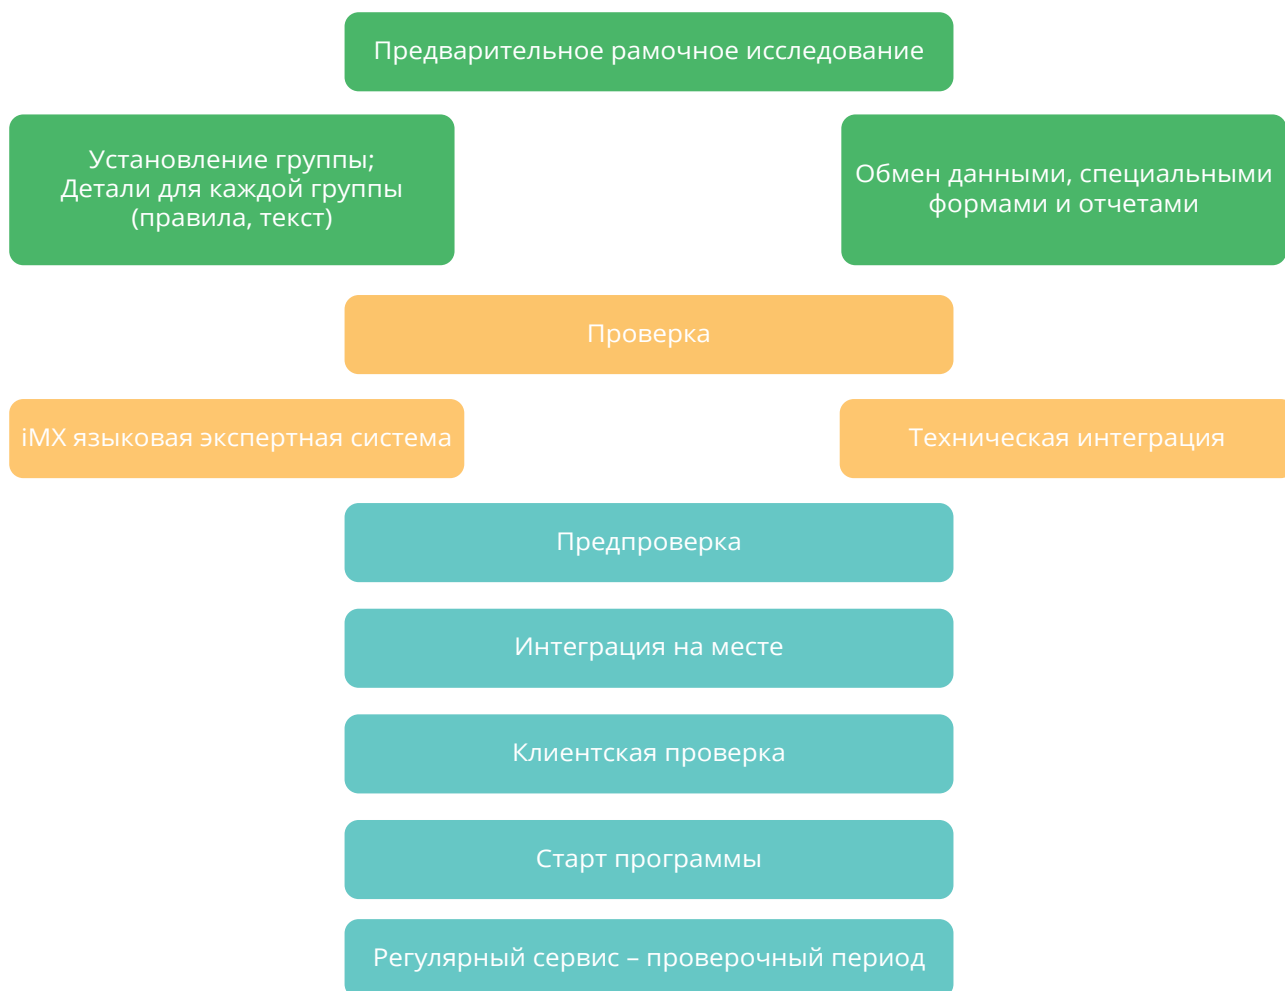 Предварительное рамочное исследование
Установление группы;
Детали для каждой группы
(правила, текст)
Обмен данными, специальными
формами и отчетами
Проверка
iMX языковая экспертная система
Техническая интеграция
Предпроверка
Интеграция на месте
Клиентская проверка
Старт программы
Регулярный сервис – проверочный период